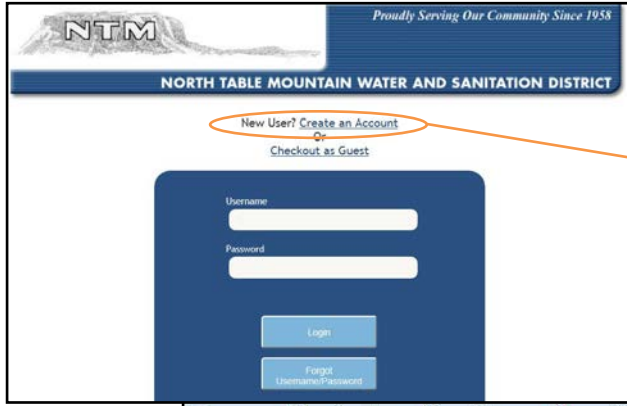 NTM
Proudly Serving Our Community Since 1958
NORTH TABLE MOUNTAIN WATER AND SANITATION DISTRICT
New User? Create an Account
Or
Checkout as Guest
Username
Password
Login
Forgot
Username/Password